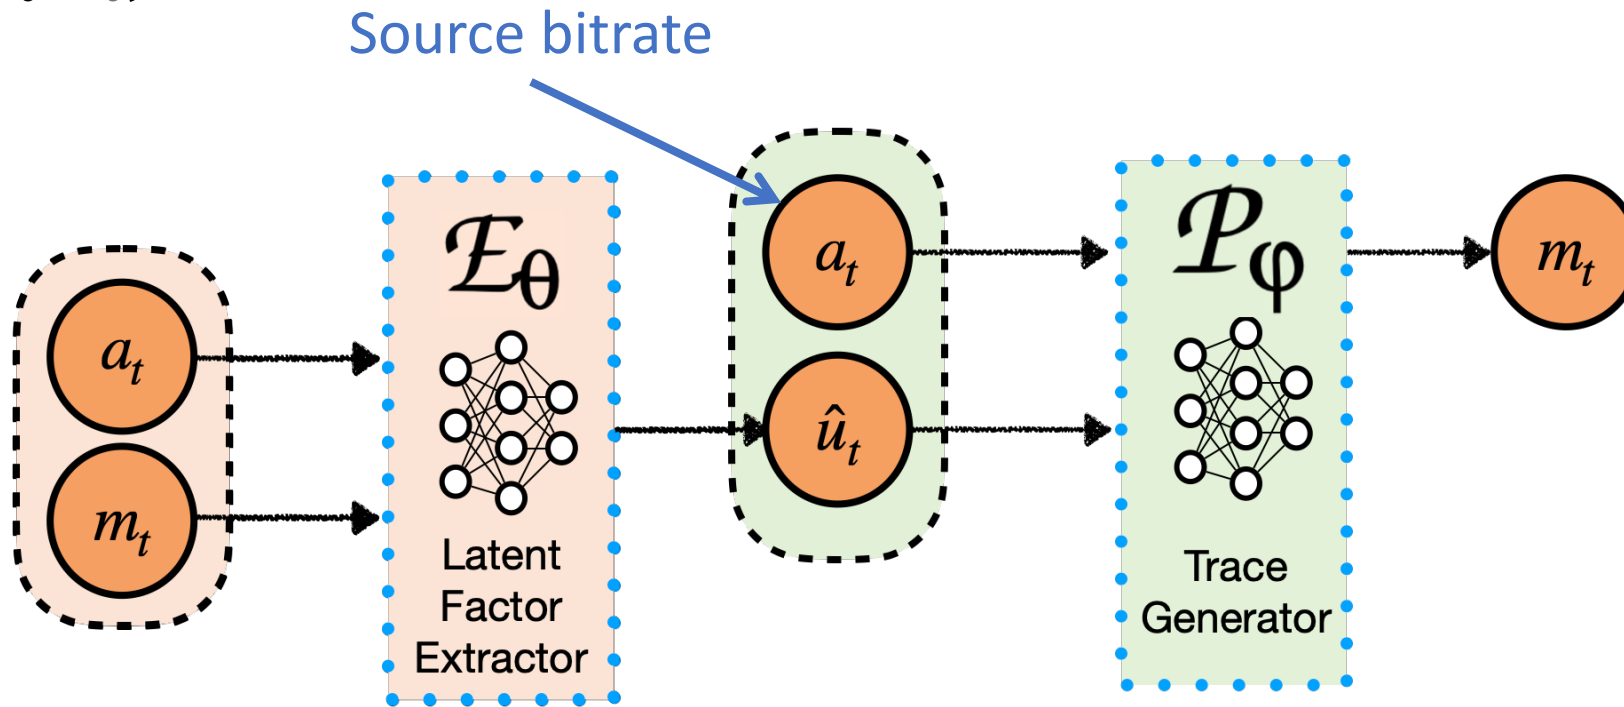 Source bitrate
a_t
m_t
ℰ_θ
Latent
Factor
Extractor
a_t
û_t
𝒫_φ
Trace
Generator
m_t